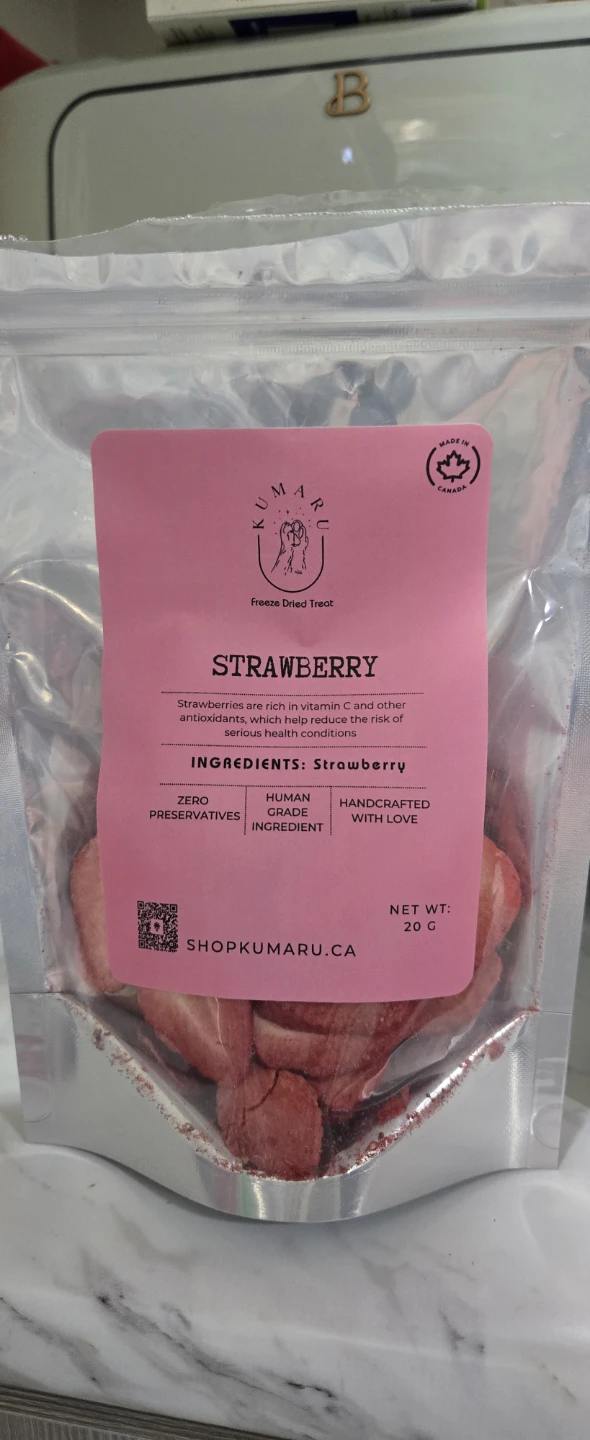 B
MADE IN
CANADA
KUMARU
Freeze Dried Treat
STRAWBERRY
Strawberries are rich in vitamin C and other
antioxidants, which help reduce the risk of
serious health conditions
INGREDIENTS: Strawberry
ZERO
PRESERVATIVES
HUMAN
GRADE
INGREDIENT
HANDCRAFTED
WITH LOVE
NET WT:
20 G
SHOPKUMARU.CA